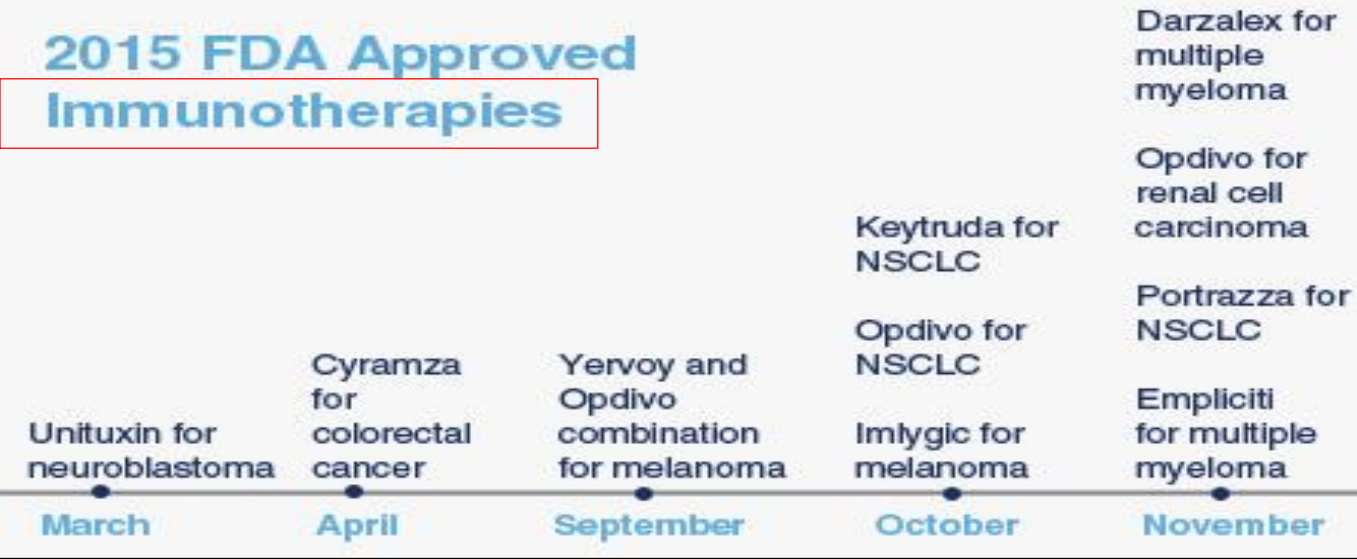 2015 FDA Approved
Immunotherapies
Unituxin for
neuroblastoma
March
Cyramza
for
colorectal
cancer
April
Yervoy and
Opdivo
combination
for melanoma
September
Keytruda for
NSCLC
Opdivo for
NSCLC
Imlygic for
melanoma
October
Darzalex for
multiple
myeloma
Opdivo for
renal cell
carcinoma
Portrazza for
NSCLC
Empliciti
for multiple
myeloma
November